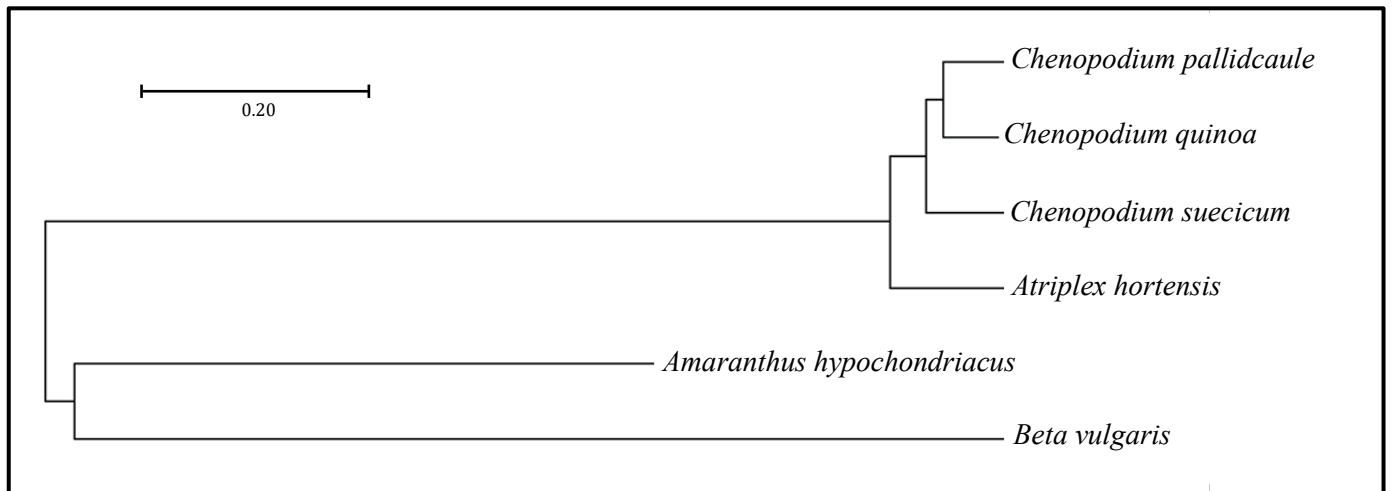 Chenopodium pallidcaule
0.20
Chenopodium quinoa
Chenopodium suecicum
Atriplex hortensis
Amaranthus hypochondriacus
Beta vulgaris